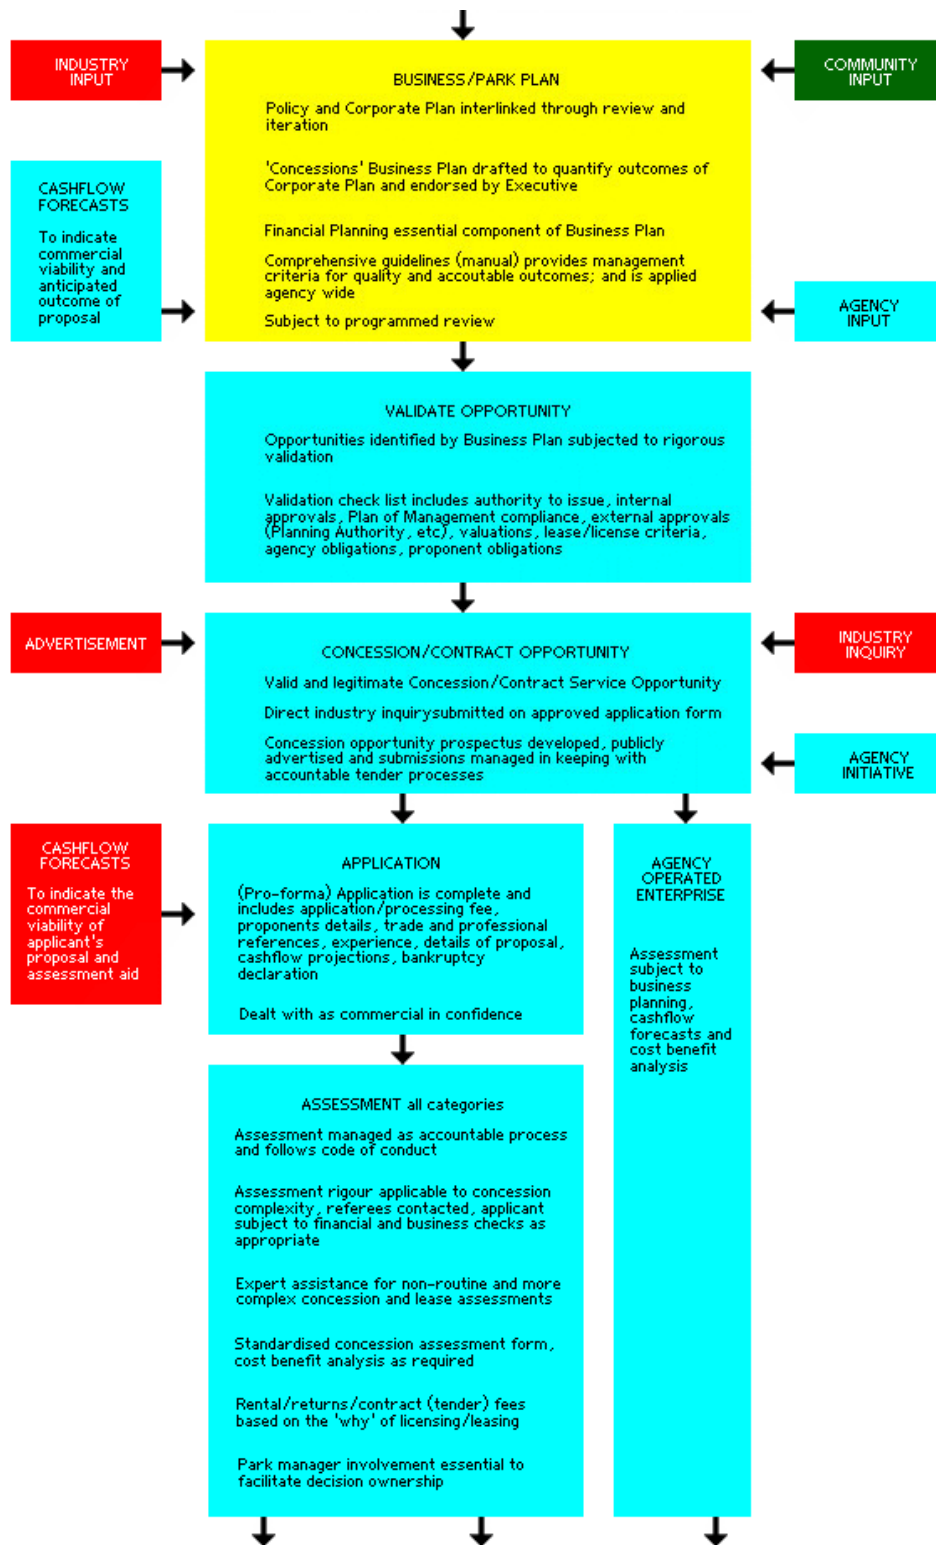 INDUSTRY
INPUT
COMMUNITY
INPUT
BUSINESS/PARK PLAN
Policy and Corporate Plan interlinked through review and
iteration
'Concessions' Business Plan drafted to quantify outcomes of
Corporate Plan and endorsed by Executive
Financial Planning essential component of Business Plan
Comprehensive guidelines (manual) provides management
criteria for quality and accoutable outcomes; and is applied
agency wide
Subject to programmed review
CASHFLOW
FORECASTS
To indicate
commercial
viability and
anticipated
outcome of
proposal
AGENCY
INPUT
VALIDATE OPPORTUNITY
Opportunities identified by Business Plan subjected to rigorous
validation
Validation check list includes authority to issue, internal
approvals, Plan of Management compliance, external approvals
(Planning Authority, etc), valuations, lease/license criteria,
agency obligations, proponent obligations
ADVERTISEMENT
INDUSTRY
INQUIRY
CONCESSION/CONTRACT OPPORTUNITY
Valid and legitimate Concession/Contract Service Opportunity
Direct industry inquirysubmitted on approved application form
Concession opportunity prospectus developed, publicly
advertised and submissions managed in keeping with
accountable tender processes
AGENCY
INITIATIVE
CASHFLOW
FORECASTS
To indicate the
commercial
viability of
applicant's
proposal and
assessment aid
APPLICATION
(Pro-forma) Application is complete and
includes application/processing fee,
proponents details, trade and professional
references, experience, details of proposal,
cashflow projections, bankruptcy
declaration
Dealt with as commercial in confidence
AGENCY
OPERATED
ENTERPRISE
Assessment
subject to
business
planning,
cashflow
forecasts and
cost benefit
analysis
ASSESSMENT all categories
Assessment managed as accountable process
and follows code of conduct
Assessment rigour applicable to concession
complexity, referees contacted, applicant
subject to financial and business checks as
appropriate
Expert assistance for non-routine and more
complex concession and lease assessments
Standardised concession assessment form,
cost benefit analysis as required
Rental/returns/contract (tender) fees
based on the 'why' of licensing/leasing
Park manager involvement essential to
facilitate decision ownership